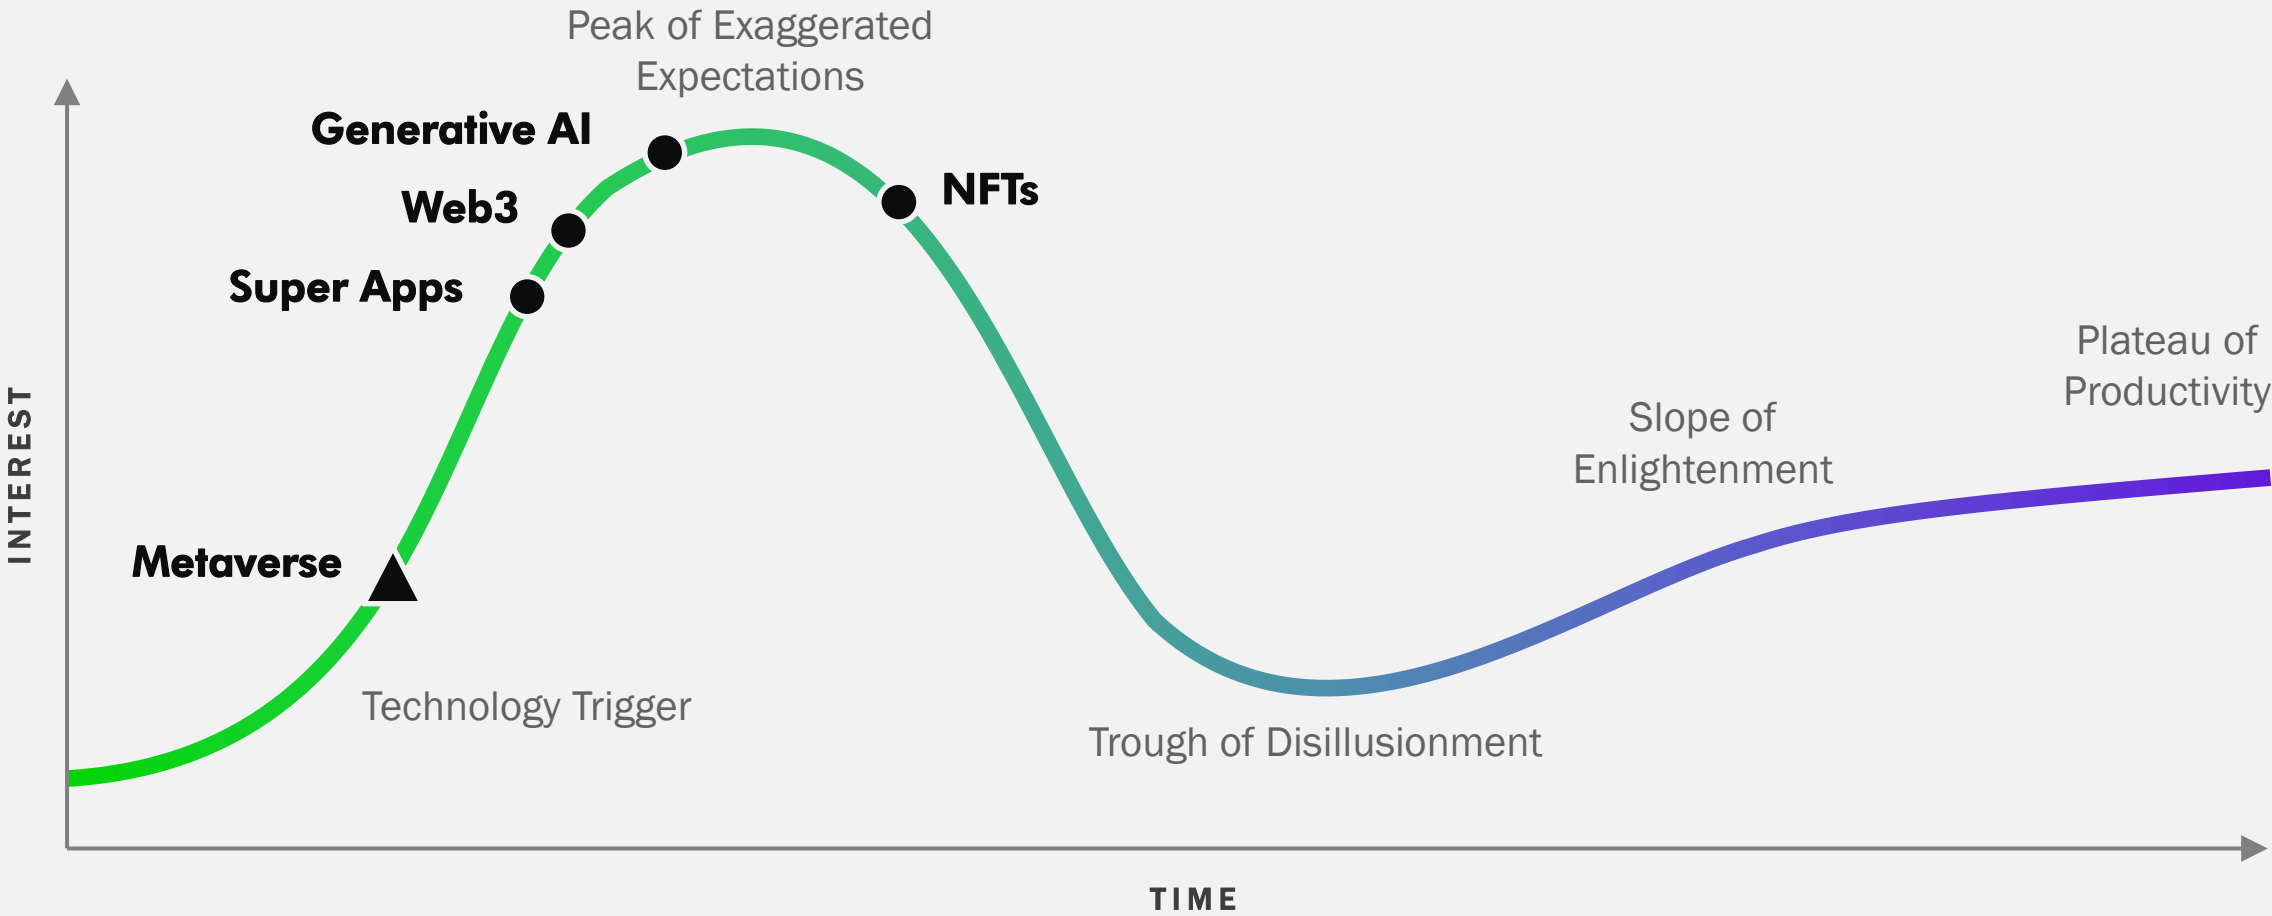 Peak of Exaggerated
Expectations
Generative AI
NFTs
Web3
Super Apps
Plateau of
Productivity
Slope of
Enlightenment
INTEREST
Metaverse
Technology Trigger
Trough of Disillusionment
TIME